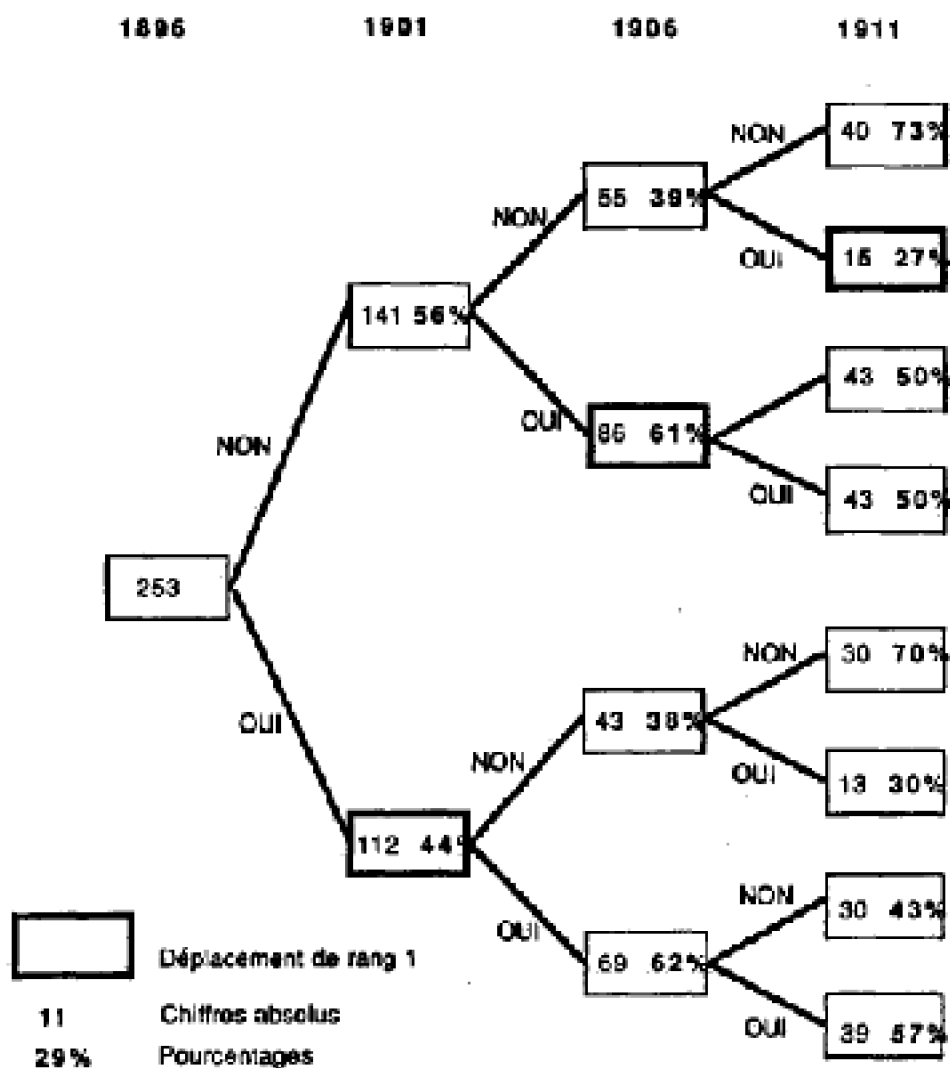 1896 1901 1906 1911
NON 40 73%
NON 55 39%
OUI 15 27%
141 56%
43 50%
NON OUI 86 61%
OUI 43 50%
253
NON 30 70%
OUI NON 43 38%
OUI 13 30%
112 44%
NON 30 43%
OUI 69 62%
OUI 39 57%
Déplacement de rang 1
11 Chiffres absolus
29% Pourcentages